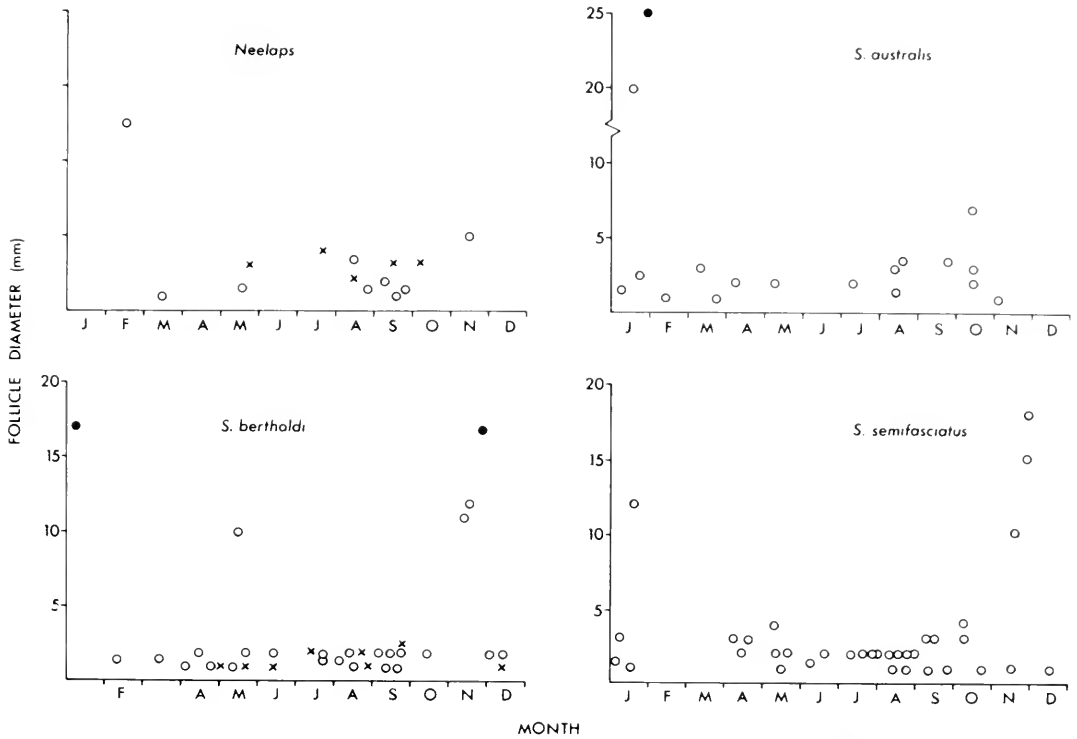 Neelaps
J F M A M J J A S O N D
S. australis
25
20
10
5
J F M A M J J A S O N D
FOLLICLE DIAMETER (mm)
S. bertholdi
20
15
10
5
F A M J J A S O N D
S. semifasciatus
20
15
10
5
J F M A M J J A S O N D
MONTH